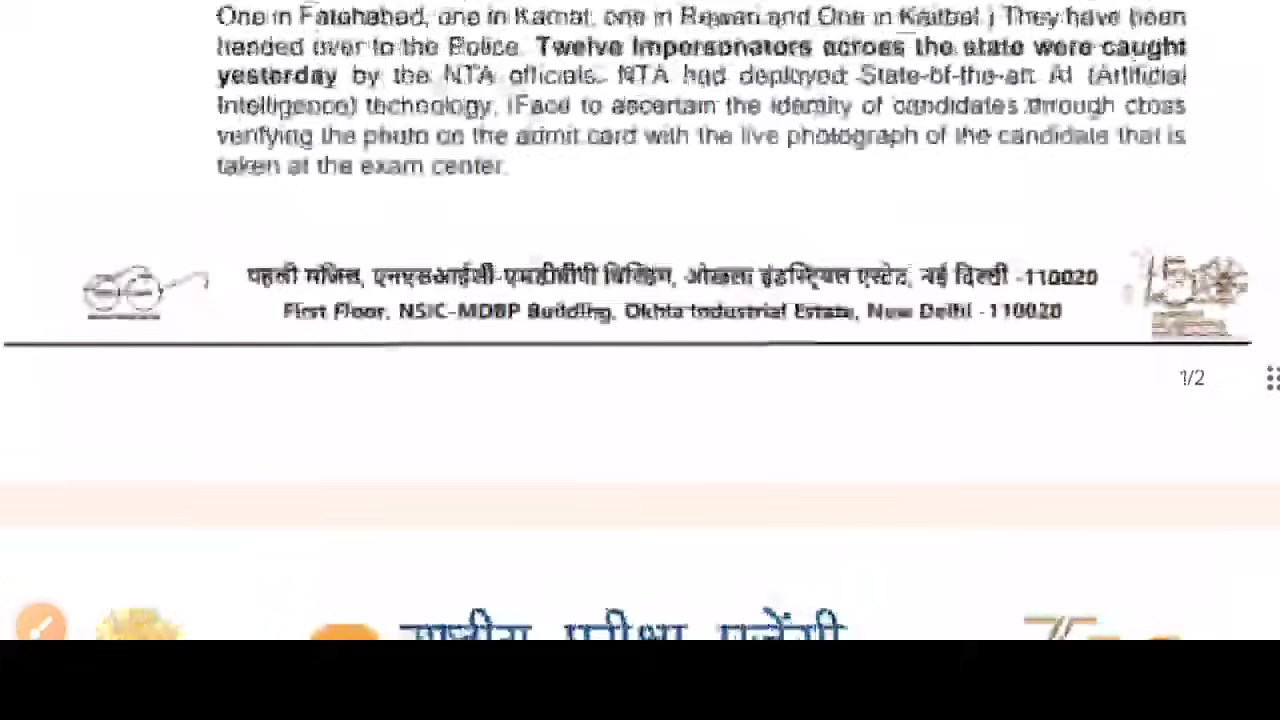 One in Fatehabad, one in Karnal, one in Rewari and One in Kaithal ) They have been
handed over to the Police. Twelve Impersonators across the state were caught
yesterday by the NTA officials. NTA had deployed State-of-the-art AI (Artificial
Intelligence) technology, (Face to ascertain the identity of candidates through cross
verifying the photo on the admit card with the live photograph of the candidate that is
taken at the exam center.
पहली मंजिल, एनएसआईसी-एमडीबीपी बिल्डिंग, ओखला इंडस्ट्रियल एस्टेट, नई दिल्ली -110020
First Floor, NSIC-MDBP Building, Okhla Industrial Estate, New Delhi -110020
1/2
राष्ट्रीय परीक्षा एजेंसी